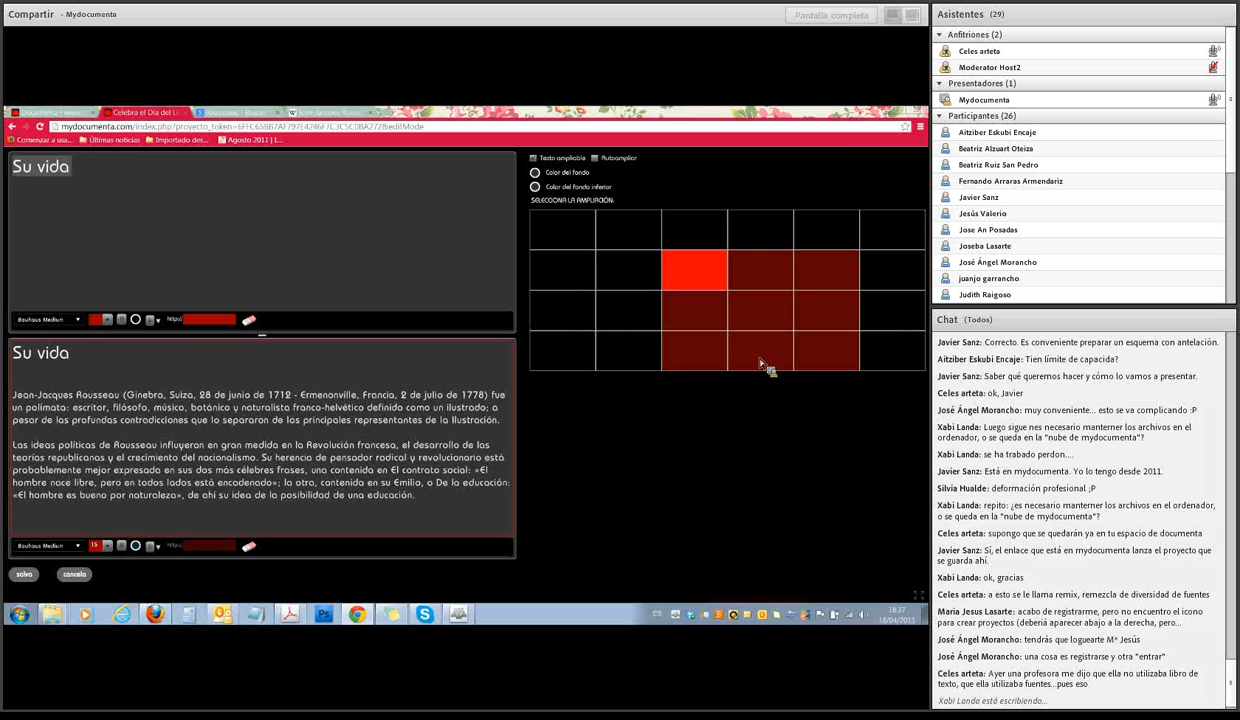 Compartir - Mydocumenta
Pantalla completa
Celebra el Día del Li
mydocumenta.com/index.php/proyecto_token=6FFC65BB7AF797E4246F7C3C5C0BA272&editMode
Comenzar a usa... Últimas noticias Importado des... Agosto 2011 | L...
Su vida
Bauhaus Medium
http://
Texto ampliable Autoampliar
Color del fondo
Color del fondo inferior
SELECCIONA LA AMPLIACIÓN:
Su vida
Jean-Jacques Rousseau (Ginebra, Suiza, 28 de junio de 1712 - Ermenonville, Francia, 2 de julio de 1778) fue
un polímata: escritor, filósofo, músico, botánico y naturalista franco-helvético definido como un ilustrado; a
pesar de las profundas contradicciones que lo separaron de los principales representantes de la Ilustración.
Las ideas políticas de Rousseau influyeron en gran medida en la Revolución francesa, el desarrollo de las
teorías republicanas y el crecimiento del nacionalismo. Su herencia de pensador radical y revolucionario está
probablemente mejor expresada en sus dos más célebres frases, una contenida en El contrato social: «El
hombre nace libre, pero en todos lados está encadenado»; la otra, contenida en su Emilio, o De la educación:
«El hombre es bueno por naturaleza», de ahí su idea de la posibilidad de una educación.
Bauhaus Medium 15
salva cancela
ES
18:37
18/04/2013
Asistentes (29)
Anfitriones (2)
Celes arteta
Moderator Host2
Presentadores (1)
Mydocumenta
Participantes (26)
Aitziber Eskubi Encaje
Beatriz Alzuart Oteiza
Beatriz Ruiz San Pedro
Fernando Arraras Armendariz
Javier Sanz
Jesús Valerio
Jose An Posadas
Joseba Lasarte
José Ángel Morancho
juanjo garrancho
Judith Raigoso
Chat (Todos)
Javier Sanz: Correcto. Es conveniente preparar un esquema con antelación.
Aitziber Eskubi Encaje: Tien límite de capacida?
Javier Sanz: Saber qué queremos hacer y cómo lo vamos a presentar.
Celes arteta: ok, Javier
José Ángel Morancho: muy conveniente... esto se va complicando :P
Xabi Landa: Luego sigue nes necesario mantener los archivos en el
ordenador, o se queda en la "nube de mydocumenta"?
Xabi Landa: se ha trabado perdon....
Javier Sanz: Está en mydocumenta. Yo lo tengo desde 2011.
Silvia Hualde: deformación profesional ;P
Xabi Landa: repito: ¿es necesario manterner los archivos en el ordenador,
o se queda en la "nube de mydocumenta"?
Celes arteta: supongo que se quedarán ya en tu espacio de documenta
Javier Sanz: Sí, el enlace que está en mydocumenta lanza el proyecto que
se guarda ahí.
Xabi Landa: ok, gracias
Celes arteta: a esto se le llama remix, remezcla de diversidad de fuentes
Maria Jesus Lasarte: acabo de registrarme, pero no encuentro el icono
para crear proyectos (deberiá aparecer abajo a la derecha, pero...
José Ángel Morancho: tendrás que loguearte Mª Jesús
José Ángel Morancho: una cosa es registrarse y otra "entrar"
Celes arteta: Ayer una profesora me dijo que ella no utilizaba libro de
texto, que ella utilizaba fuentes...pues eso
Xabi Landa está escribiendo...